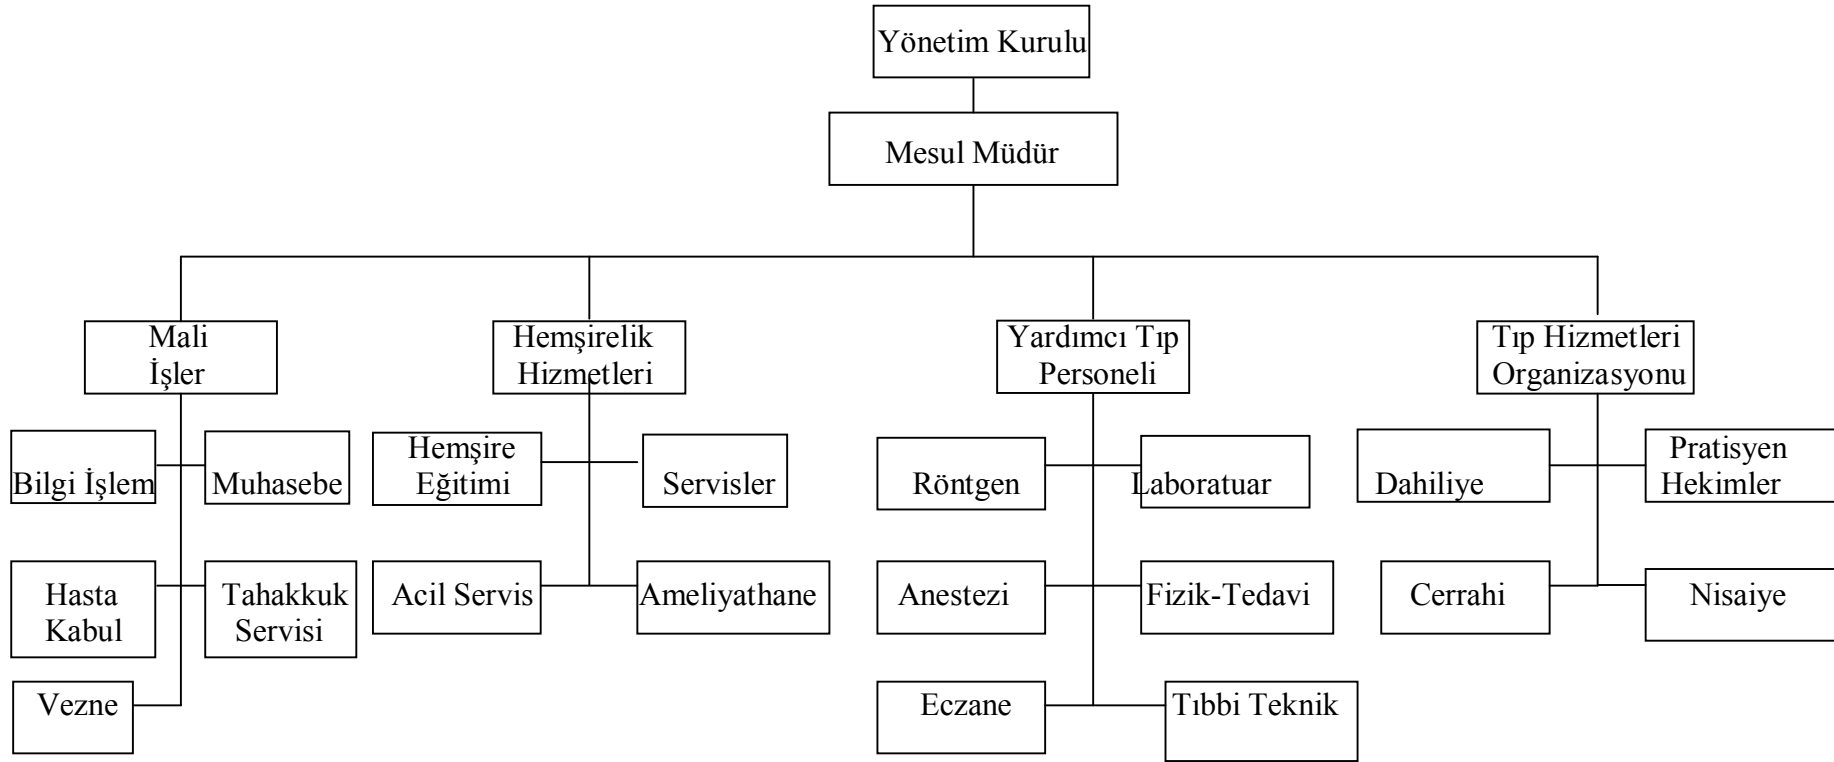 Yönetim Kurulu
Mesul Müdür
Mali
İşler
Hemşirelik
Hizmetleri
Yardımcı Tıp
Personeli
Tıp Hizmetleri
Organizasyonu
Bilgi İşlem
Muhasebe
Hemşire
Eğitimi
Servisler
Röntgen
Laboratuar
Dahiliye
Pratisyen
Hekimler
Hasta
Kabul
Tahakkuk
Servisi
Acil Servis
Ameliyathane
Anestezi
Fizik-Tedavi
Cerrahi
Nisaiye
Vezne
Eczane
Tıbbi Teknik